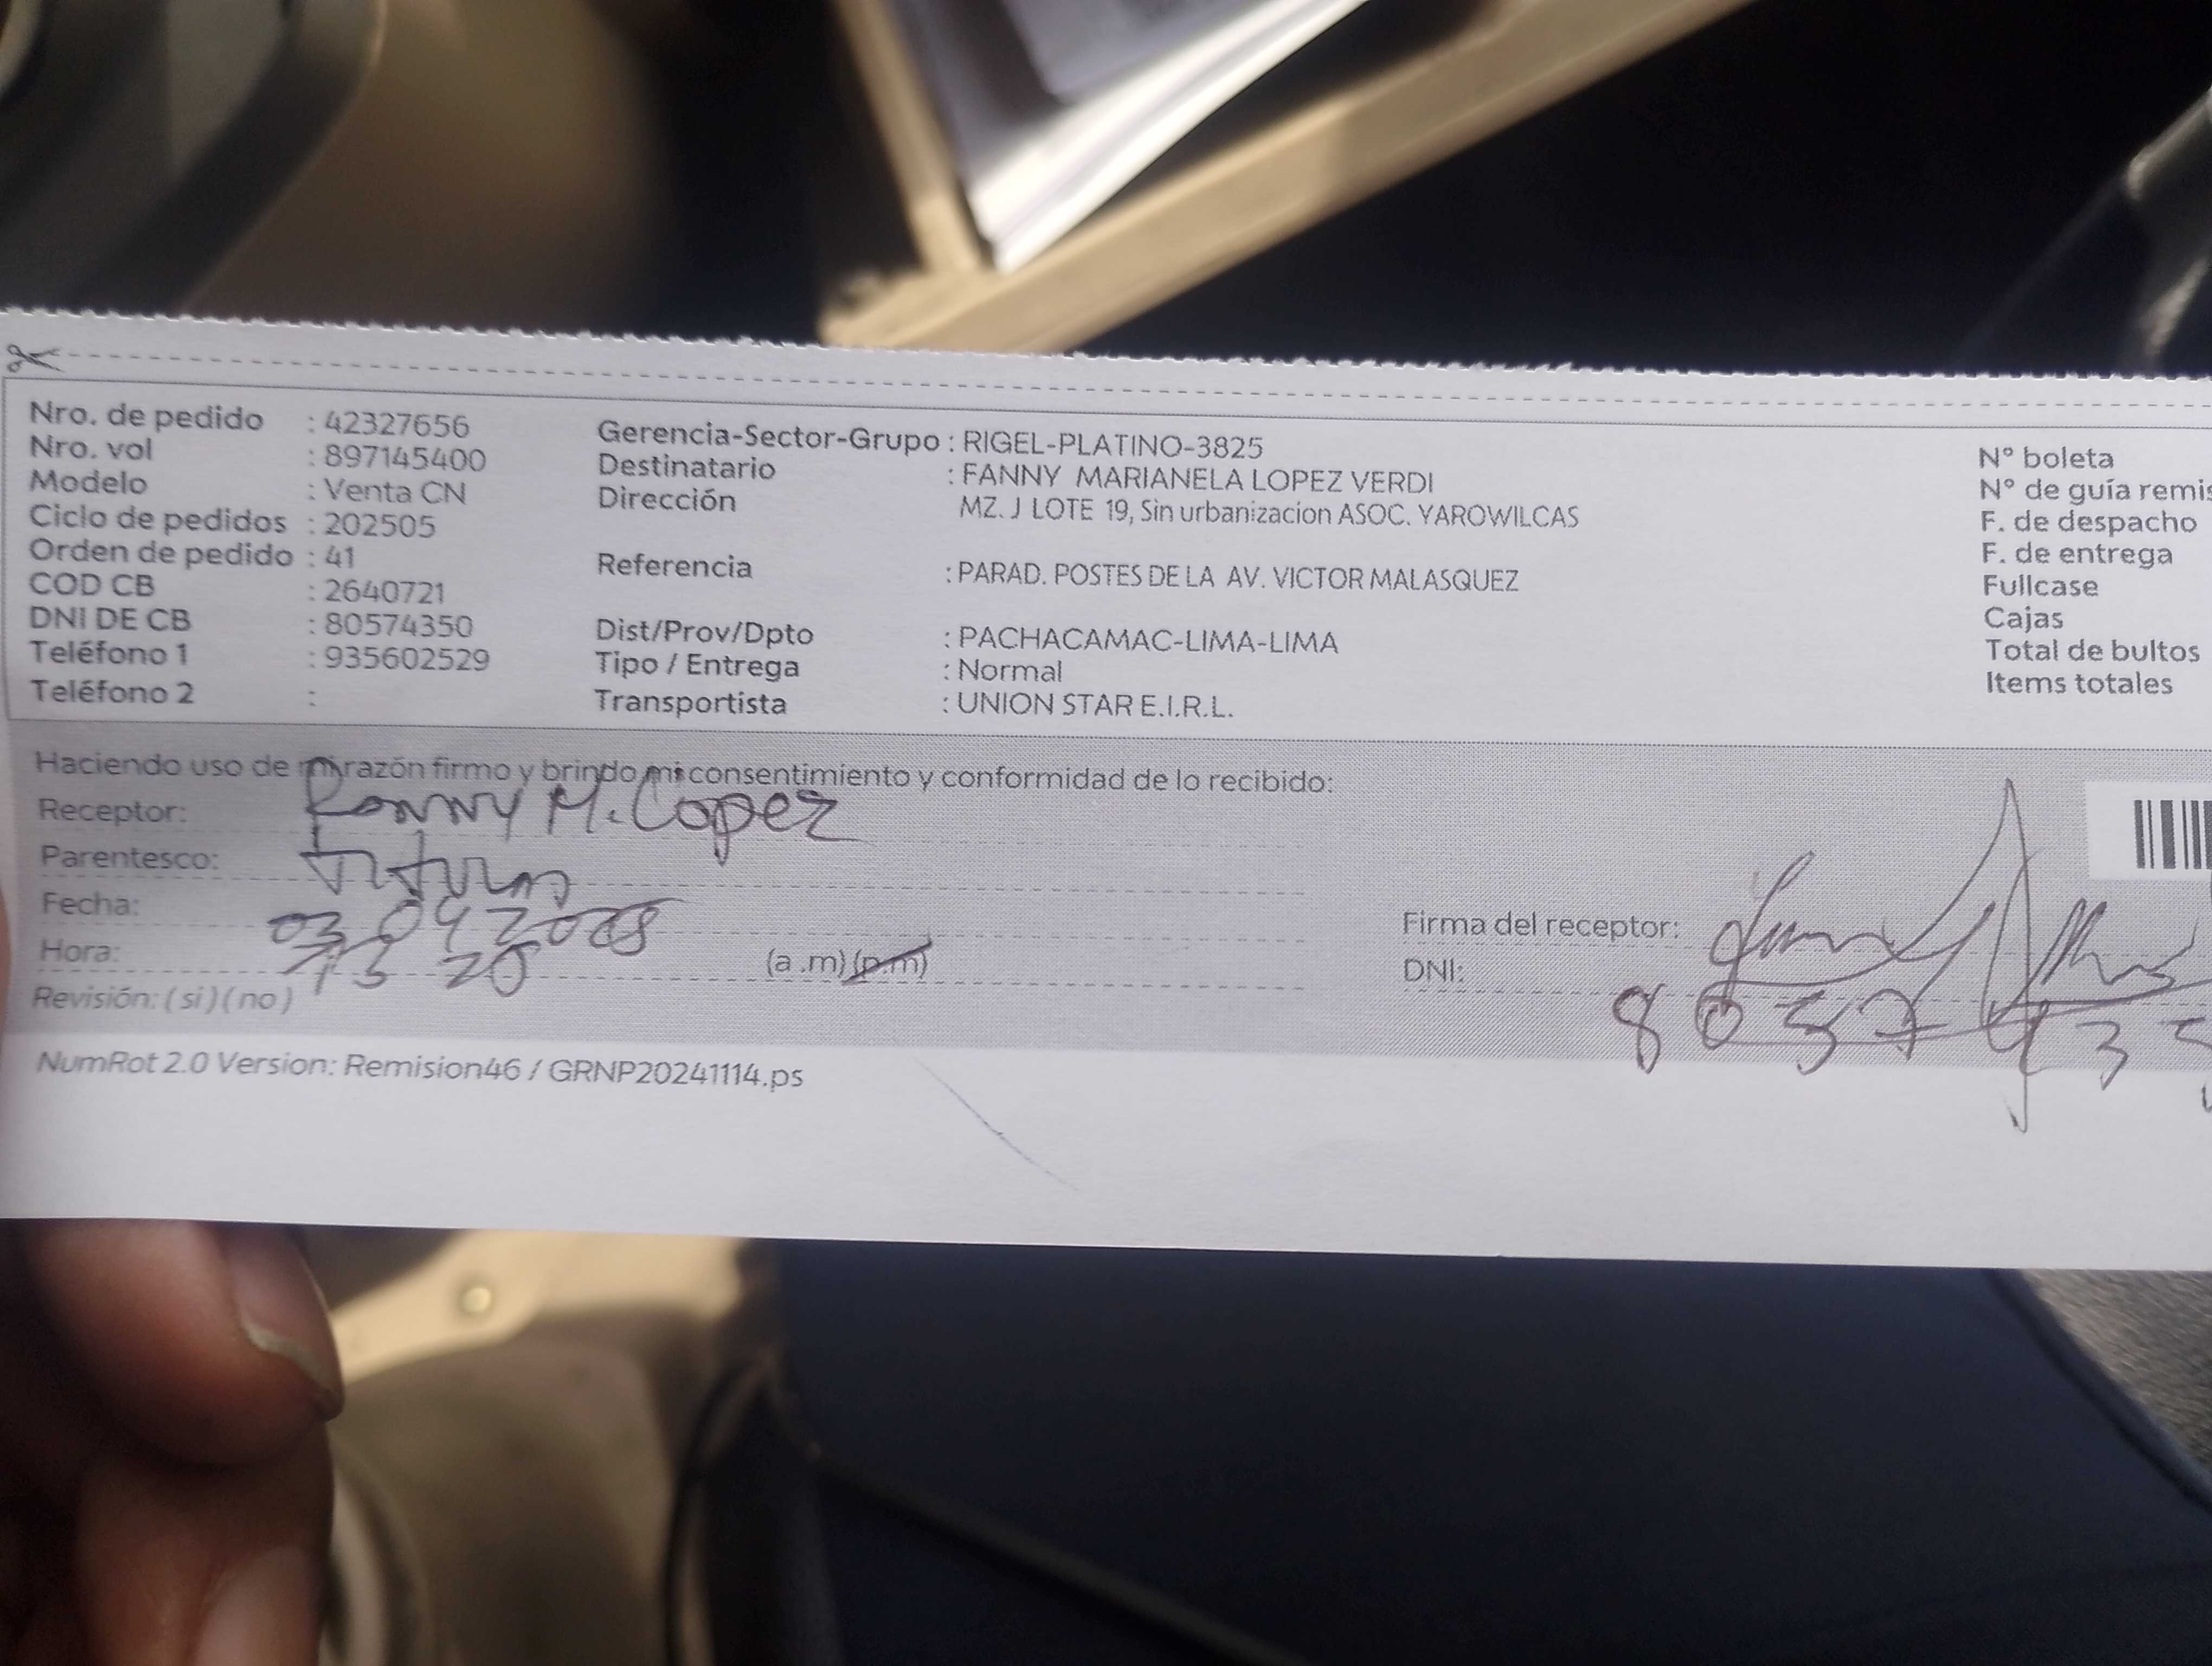 Nro. de pedido : 42327656
Nro. vol : 897145400
Modelo : Venta CN
Ciclo de pedidos : 202505
Orden de pedido : 41
COD CB : 2640721
DNI DE CB : 80574350
Teléfono 1 : 935602529
Teléfono 2 :
Gerencia-Sector-Grupo : RIGEL-PLATINO-3825
Destinatario : FANNY MARIANELA LOPEZ VERDI
Dirección MZ. J LOTE 19, Sin urbanizacion ASOC. YAROWILCAS
Referencia : PARAD. POSTES DE LA AV. VICTOR MALASQUEZ
Dist/Prov/Dpto : PACHACAMAC-LIMA-LIMA
Tipo / Entrega : Normal
Transportista : UNION STAR E.I.R.L.
N° boleta
N° de guía remis
F. de despacho
F. de entrega
Fullcase
Cajas
Total de bultos
Items totales
Haciendo uso de mi razón firmo y brindo mi consentimiento y conformidad de lo recibido:
Receptor: Fanny M. Lopez
Parentesco:
Fecha: 03 04
Hora: 13 20 (a .m) (p.m)
Revisión: ( si ) ( no )
Firma del receptor:
DNI: 8057435
NumRot 2.0 Version: Remision46 / GRNP20241114.ps